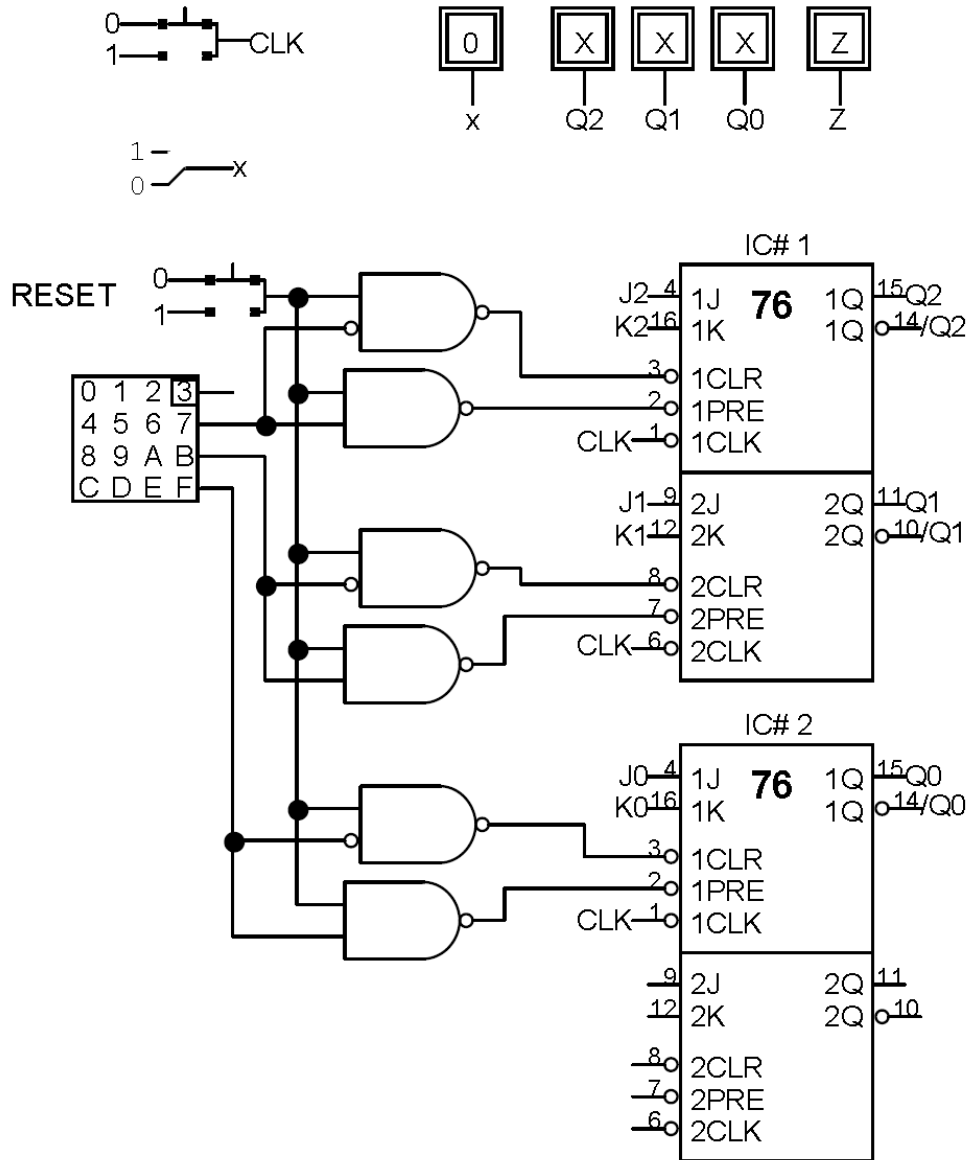 0
1
CLK
0 X X X Z
x Q2 Q1 Q0 Z
1
0
x
RESET
0
1
0 1 2 3
4 5 6 7
8 9 A B
C D E F
IC# 1
J2 4 1J 76 1Q 15 Q2
K2 16 1K 1Q 14 /Q2
3 1CLR
2 1PRE
CLK 1 1CLK
J1 9 2J 2Q 11 Q1
K1 12 2K 2Q 10 /Q1
8 2CLR
7 2PRE
CLK 6 2CLK
IC# 2
J0 4 1J 76 1Q 15 Q0
K0 16 1K 1Q 14 /Q0
3 1CLR
2 1PRE
CLK 1 1CLK
9 2J 2Q 11
12 2K 2Q 10
8 2CLR
7 2PRE
6 2CLK